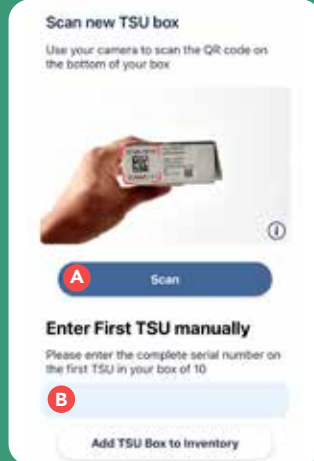 Scan new TSU box
Use your camera to scan the QR code on
the bottom of your box
A
Scan
Enter First TSU manually
Please enter the complete serial number on
the first TSU in your box of 10
B
Add TSU Box to Inventory